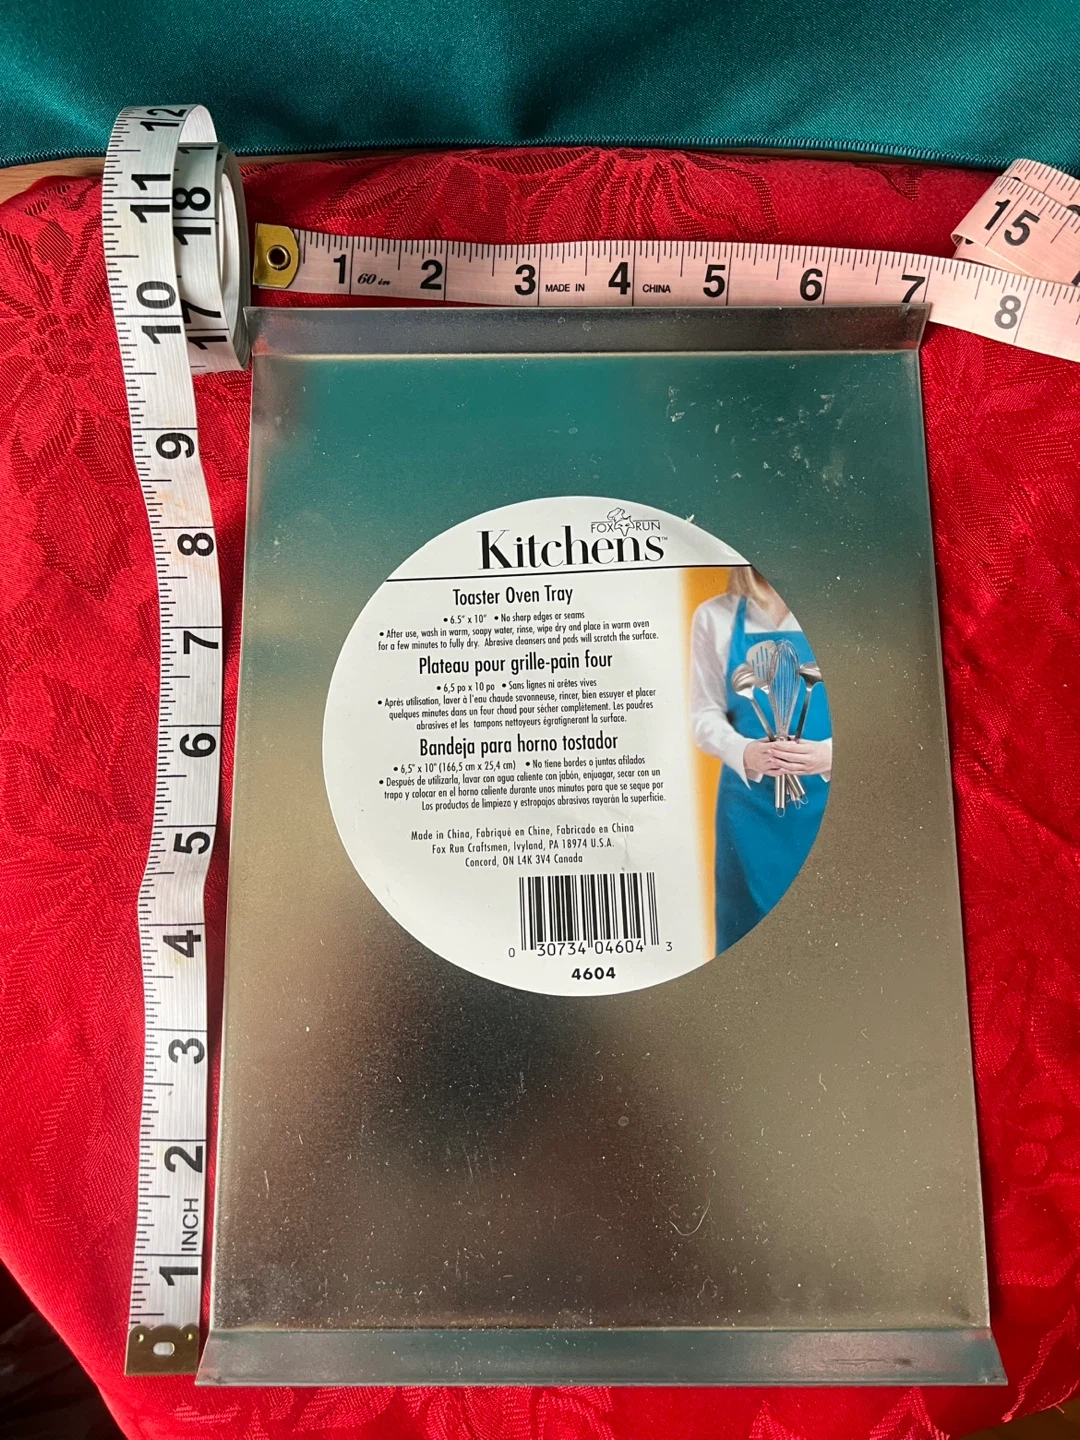 FOX RUN
Kitchens™
Toaster Oven Tray
• 6.5" x 10" • No sharp edges or seams
• After use, wash in warm, soapy water, rinse, wipe dry and place in warm oven
for a few minutes to fully dry. Abrasive cleansers and pads will scratch the surface.
Plateau pour grille-pain four
• 6,5 po x 10 po • Sans lignes ni arêtes vives
• Après utilisation, laver à l'eau chaude savonneuse, rincer, bien essuyer et placer
quelques minutes dans un four chaud pour sécher complètement. Les poudres
abrasives et les tampons nettoyeurs égratigneront la surface.
Bandeja para horno tostador
• 6,5" x 10" (166,5 cm x 25,4 cm) • No tiene bordes o juntas afilados
• Después de utilizarla, lavar con agua caliente con jabón, enjuagar, secar con un
trapo y colocar en el horno caliente durante unos minutos para que se seque por
Los productos de limpieza y estropajos abrasivos rayarán la superficie.
Made in China, Fabriqué en Chine, Fabricado en China
Fox Run Craftsmen, Ivyland, PA 18974 U.S.A.
Concord, ON L4K 3V4 Canada
0 30734 04604 3
4604
1 60 in 2 3 MADE IN 4 CHINA 5 6 7 8
15
12
11
10
9
8
7
6
5
4
3
2
INCH
1
18
17